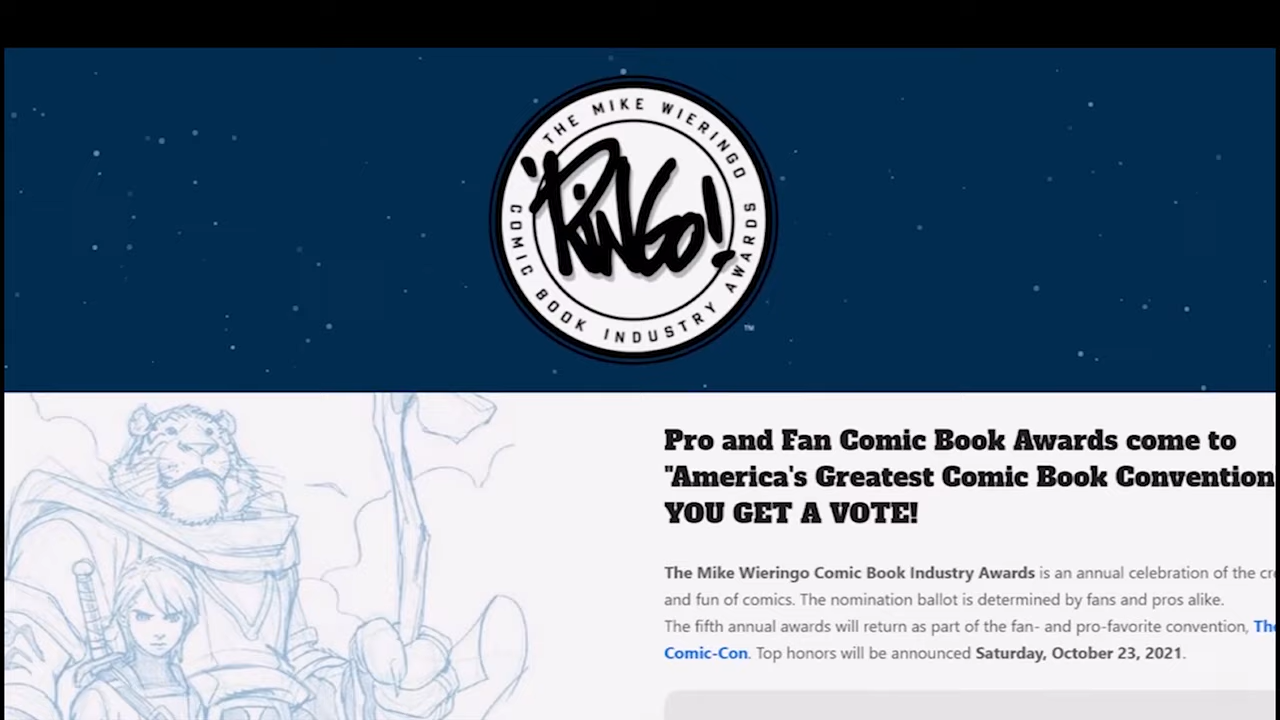 THE MIKE WIERINGO
'RINGO!
COMIC BOOK INDUSTRY AWARDS
TM
Pro and Fan Comic Book Awards come to
"America's Greatest Comic Book Convention
YOU GET A VOTE!
The Mike Wieringo Comic Book Industry Awards is an annual celebration of the
and fun of comics. The nomination ballot is determined by fans and pros alike.
The fifth annual awards will return as part of the fan- and pro-favorite convention,
Comic-Con. Top honors will be announced Saturday, October 23, 2021.